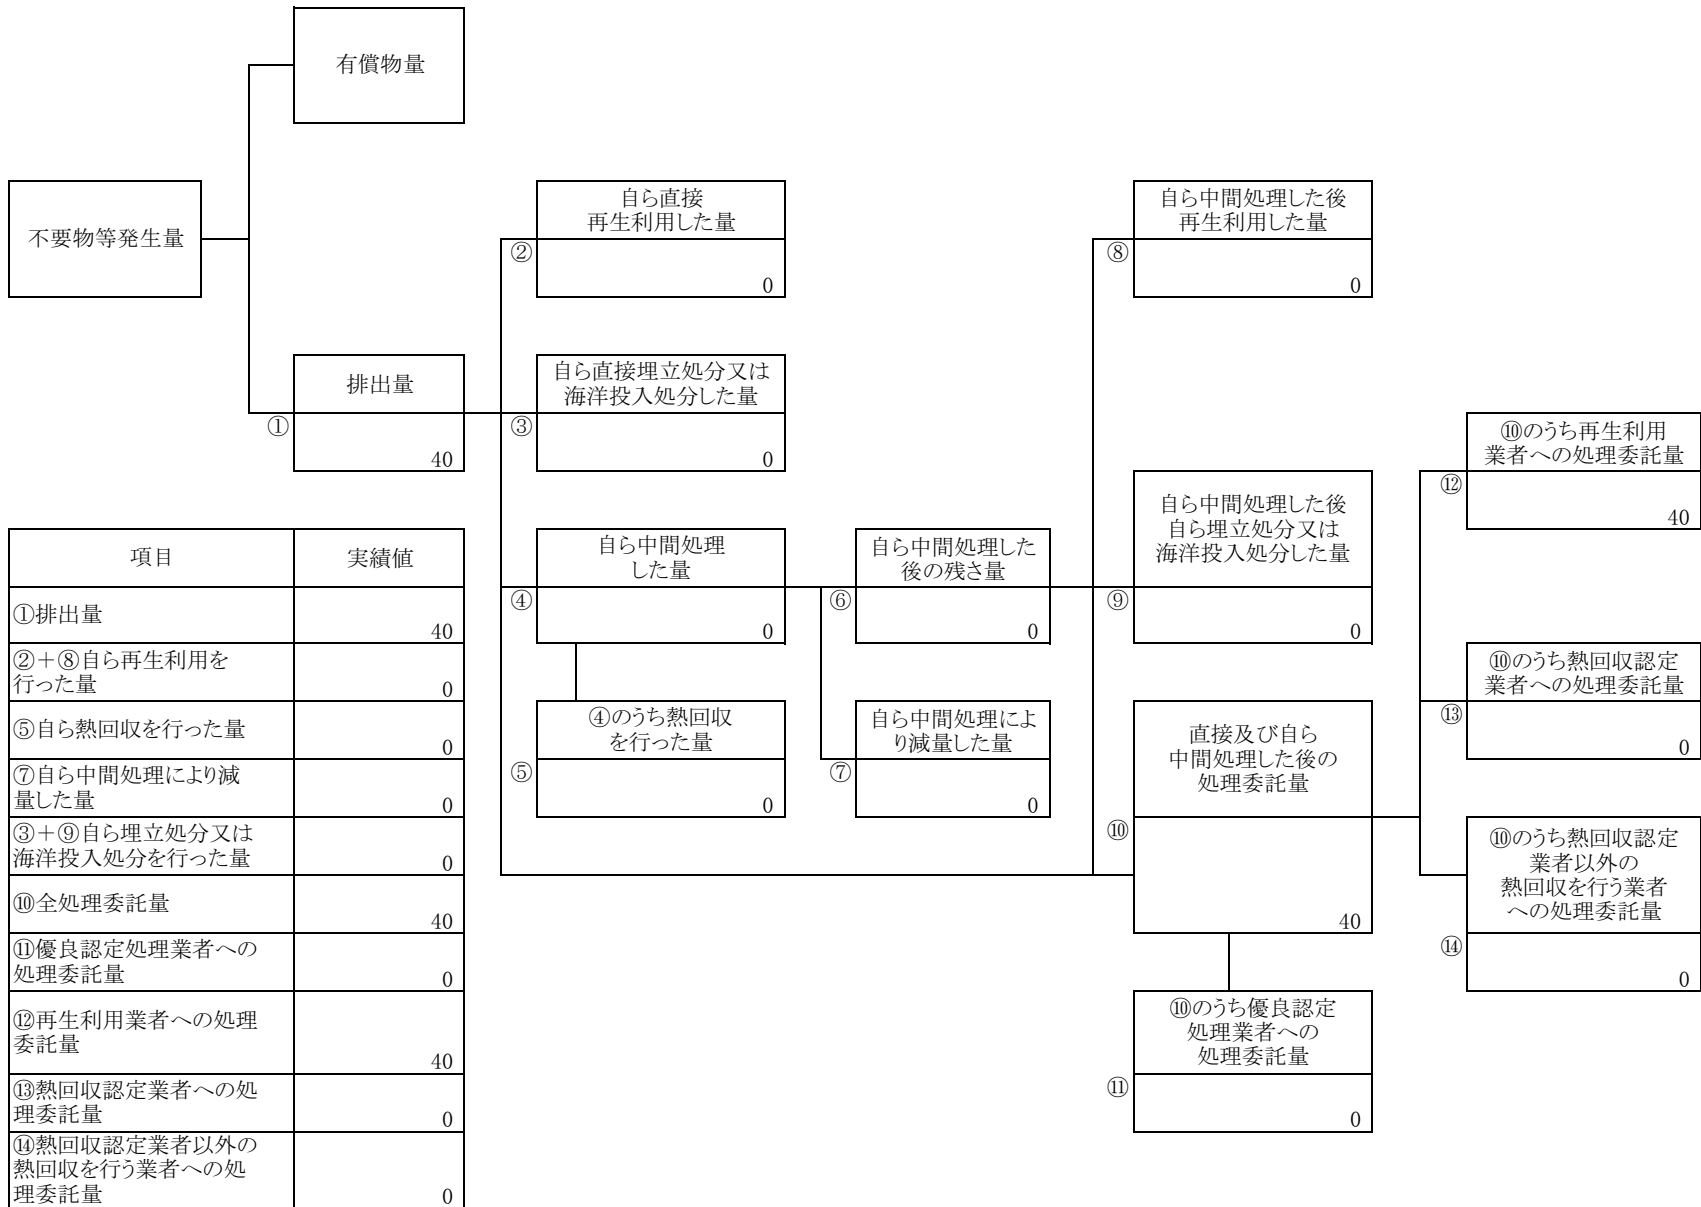 有償物量
不要物等発生量
自ら直接
再生利用した量
②
0
自ら中間処理した後
再生利用した量
⑧
0
排出量
①
40
自ら直接埋立処分又は
海洋投入処分した量
③
0
⑩のうち再生利用
業者への処理委託量
⑫
40
自ら中間処理
した量
④
0
自ら中間処理した
後の残さ量
⑥
0
自ら中間処理した後
自ら埋立処分又は
海洋投入処分した量
⑨
0
⑩のうち熱回収認定
業者への処理委託量
⑬
0
④のうち熱回収
を行った量
⑤
0
自ら中間処理によ
り減量した量
⑦
0
直接及び自ら
中間処理した後の
処理委託量
⑩
40
⑩のうち熱回収認定
業者以外の
熱回収を行う業者
への処理委託量
⑭
0
⑩のうち優良認定
処理業者への
処理委託量
⑪
0
項目 実績値
①排出量
40
②+⑧自ら再生利用を
行った量 0
⑤自ら熱回収を行った量
0
⑦自ら中間処理により減
量した量 0
③+⑨自ら埋立処分又は
海洋投入処分を行った量 0
⑩全処理委託量
40
⑪優良認定処理業者への
処理委託量 0
⑫再生利用業者への処理
委託量
40
⑬熱回収認定業者への処
理委託量 0
⑭熱回収認定業者以外の
熱回収を行う業者への処
理委託量 0